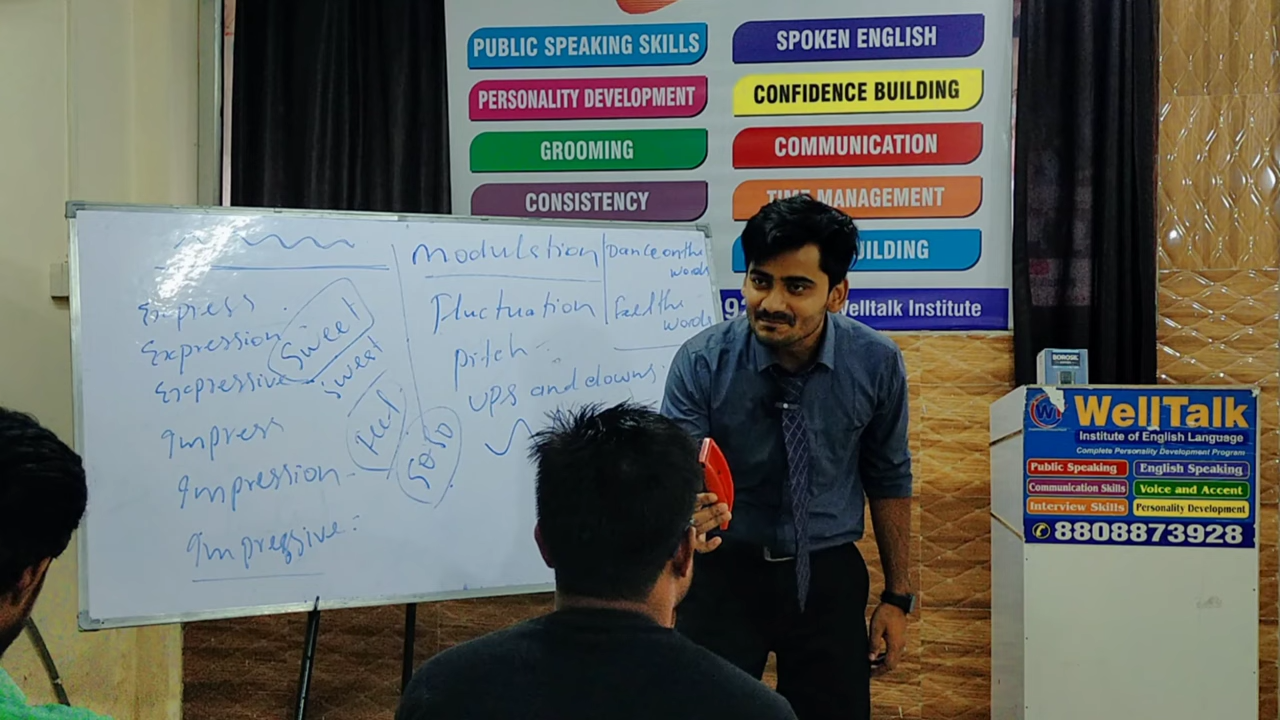 PUBLIC SPEAKING SKILLS
SPOKEN ENGLISH
PERSONALITY DEVELOPMENT
CONFIDENCE BUILDING
GROOMING
COMMUNICATION
CONSISTENCY
TIME MANAGEMENT
UILDING
elltalk Institute
Express.
Expression
Expressive
Sweet
Sweet
Impress
Impression
Impressive:
Feel
Modulation
Fluctuation
Pitch
ups and downs.
Dance on the
words
Feel the
words
BOROSIL
WellTalk
Institute of English Language
Complete Personality Development Program
Public Speaking
English Speaking
Communication Skills
Voice and Accent
Interview Skills
Personality Development
8808873928